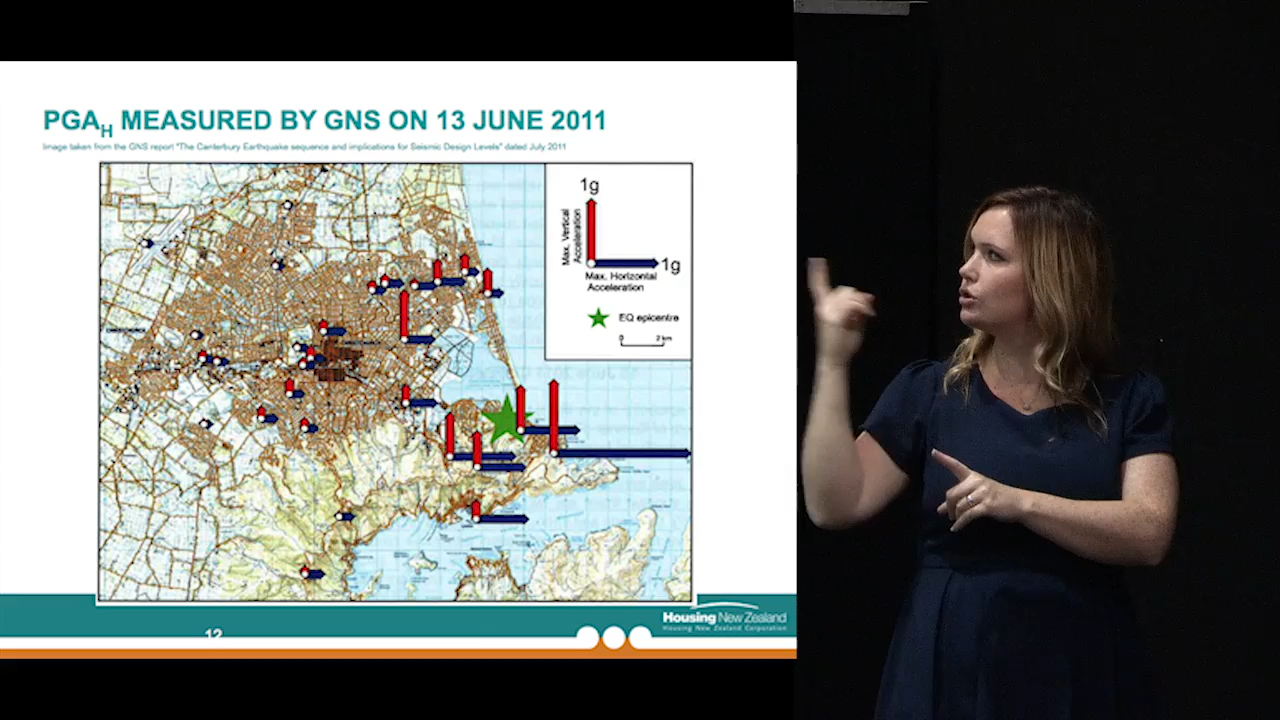 PGAH MEASURED BY GNS ON 13 JUNE 2011
Image taken from the GNS report "The Canterbury Earthquake sequence and implications for Seismic Design Levels" dated July 2011
1g
Max. Vertical
Acceleration
1g
Max. Horizontal
Acceleration
EQ epicentre
0 2 km
CHRISTCHURCH
12
Housing New Zealand
Housing New Zealand Corporation